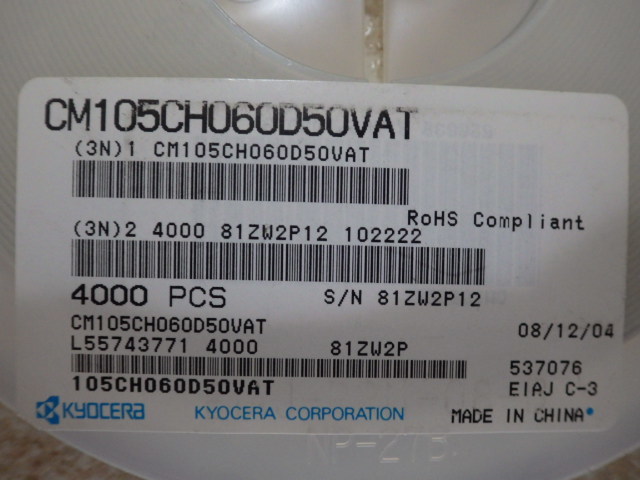 CM105CH060D50VAT
(3N)1 CM105CH060D50VAT
RoHS Compliant
(3N)2 4000 81ZW2P12 102222
4000 PCS S/N 81ZW2P12
CM105CH060D50VAT 08/12/04
L55743771 4000 81ZW2P
537076
105CH060D50VAT EIAJ C-3
KYOCERA KYOCERA CORPORATION MADE IN CHINA